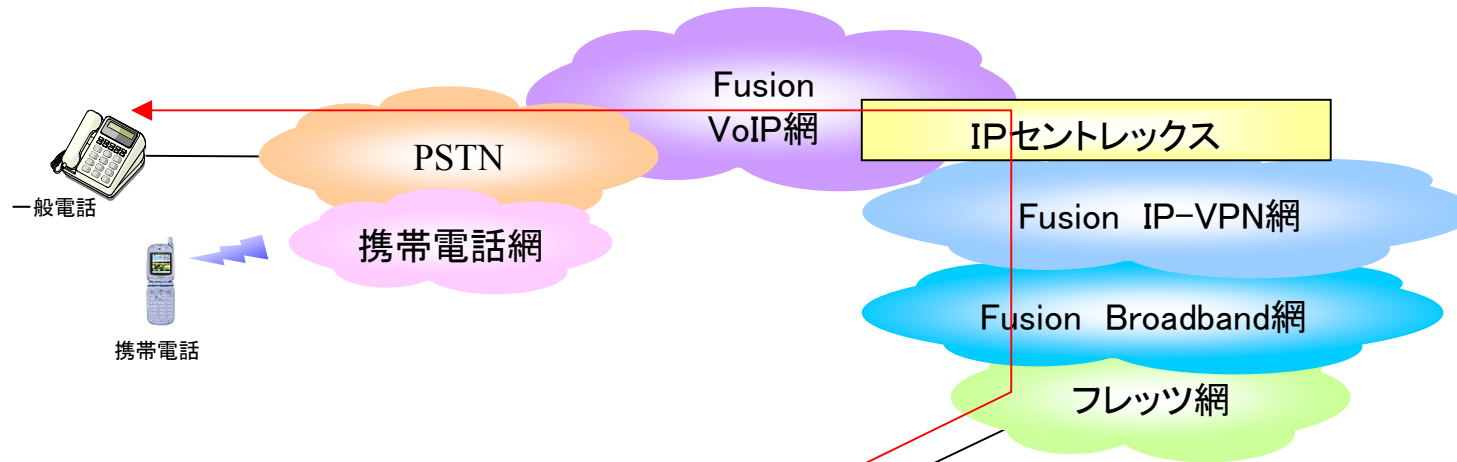 Fusion
VoIP網
IPセントレックス
PSTN
一般電話
Fusion IP-VPN網
携帯電話網
Fusion Broadband網
携帯電話
フレッツ網